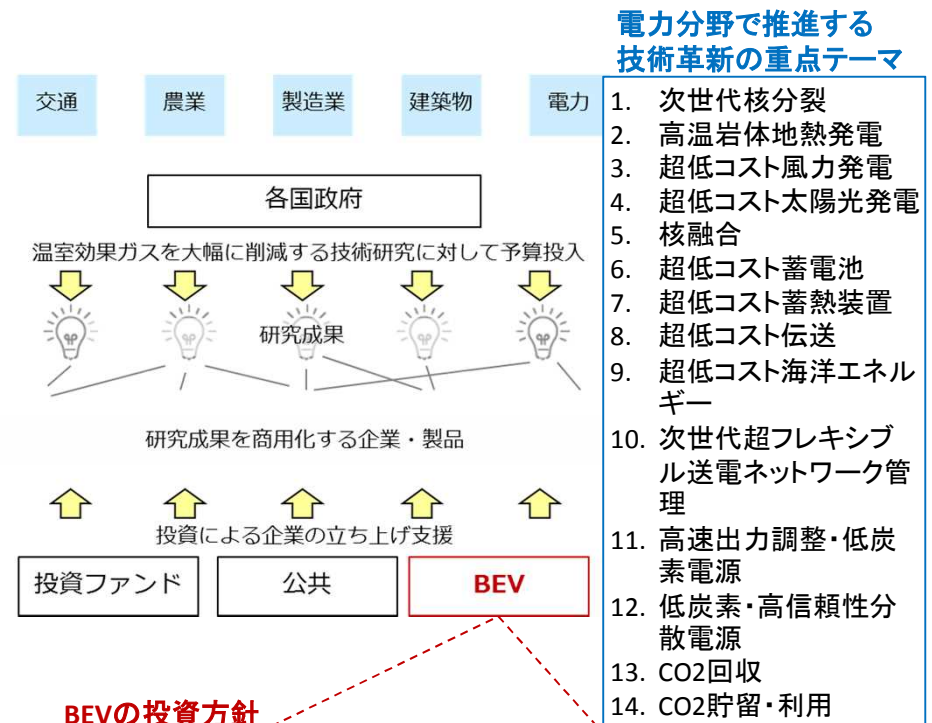 電力分野で推進する
技術革新の重点テーマ
交通
農業
製造業
建築物
電力
各国政府
温室効果ガスを大幅に削減する技術研究に対して予算投入
研究成果
研究成果を商用化する企業・製品
投資による企業の立ち上げ支援
投資ファンド
公共
BEV
BEVの投資方針
1. 次世代核分裂
2. 高温岩体地熱発電
3. 超低コスト風力発電
4. 超低コスト太陽光発電
5. 核融合
6. 超低コスト蓄電池
7. 超低コスト蓄熱装置
8. 超低コスト伝送
9. 超低コスト海洋エネル
ギー
10. 次世代超フレキシブ
ル送電ネットワーク管
理
11. 高速出力調整・低炭
素電源
12. 低炭素・高信頼性分
散電源
13. CO2回収
14. CO2貯留・利用